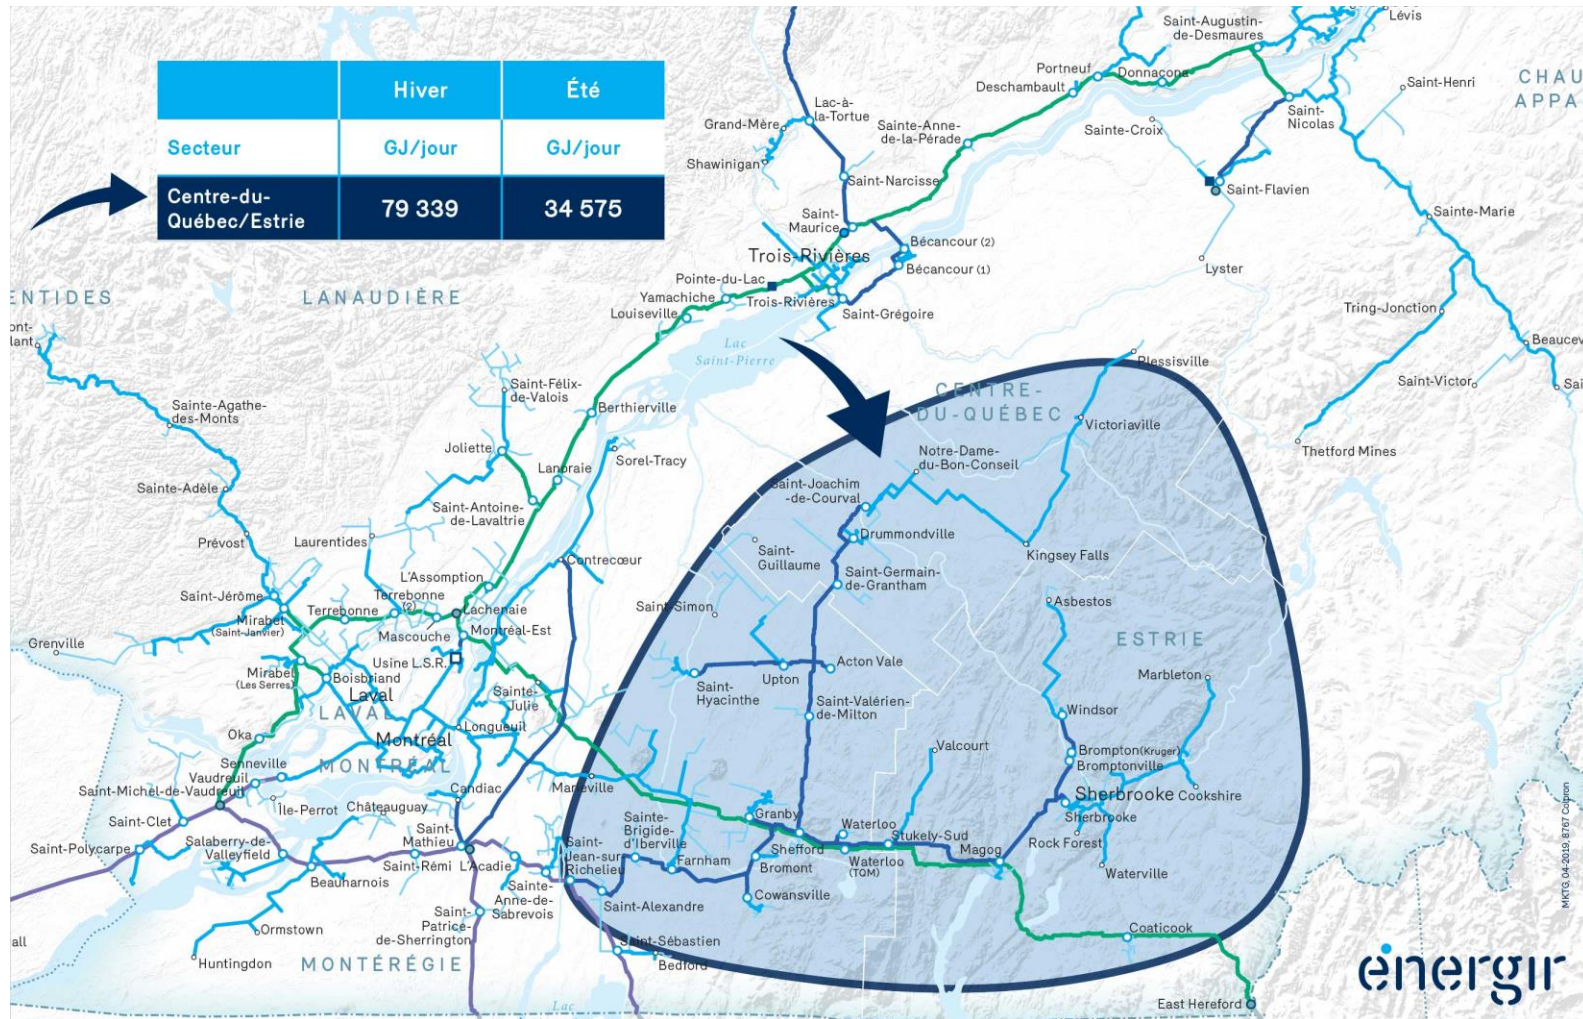 Hiver
Été
Secteur
GJ/jour
GJ/jour
Centre-du-
Québec/Estrie
79 339
34 575
Lévis
Saint-Augustin-
de-Desmaures
Portneuf
Donnacona
Deschambault
Saint-Henri
CHAU
APPA
Saint-
Nicolas
Sainte-Croix
Lac-à-
la-Tortue
Grand-Mère
Sainte-Anne-
de-la-Pérade
Shawinigan
Saint-Narcisse
Saint-Flavien
Saint-
Maurice
Sainte-Marie
Trois-Rivières
Bécancour (2)
Bécancour (1)
Lyster
Pointe-du-Lac
Yamachiche
Trois-Rivières
Louiseville
Saint-Grégoire
ENTIDES
LANAUDIÈRE
Tring-Jonction
ont-
lant
Lac
Saint-Pierre
Beaucev
Plessisville
Saint-Victor
Sai
Saint-Félix-
de-Valois
CENTRE-
DU-QUÉBEC
Sainte-Agathe-
des-Monts
Berthierville
Victoriaville
Joliette
Sorel-Tracy
Notre-Dame-
du-Bon-Conseil
Thetford Mines
Lanoraie
Sainte-Adèle
Saint-Joachim
-de-Courval
Saint-Antoine-
de-Lavaltrie
Prévost
Laurentides
Drummondville
Saint-
Guillaume
Kingsey Falls
Contrecœur
L'Assomption
Saint-Germain-
de-Grantham
Saint-Jérôme
Terrebonne
(2)
Terrebonne
Lachenaie
Saint-Simon
Asbestos
Mirabel
(Saint-Janvier)
Mascouche
Montréal-Est
ESTRIE
Grenville
Usine L.S.R.
Mirabel
(Les Serres)
Boisbriand
Acton Vale
Upton
Marbleton
Laval
LAVAL
Sainte-
Julie
Saint-
Hyacinthe
Saint-Valérien-
de-Milton
Windsor
Oka
Longueuil
Montréal
Valcourt
Brompton(Kruger)
Bromptonville
Senneville
MONTRÉAL
Vaudreuil
Marieville
Saint-Michel-de-Vaudreuil
Candiac
Sherbrooke
Cookshire
Île-Perrot
Châteauguay
Saint-Clet
Sainte-
Brigide-
d'Iberville
Granby
Waterloo
Sherbrooke
Salaberry-de-
Valleyfield
Saint-
Mathieu
Saint-
Jean-sur-
Richelieu
Shefford
Stukely-Sud
Rock Forest
Saint-Polycarpe
Saint-Rémi
L'Acadie
Farnham
Bromont
Waterloo
(TQM)
Magog
Waterville
Beauharnois
Sainte-
Anne-de-
Sabrevois
Cowansville
Saint-Alexandre
Saint-
Patrice-
de-Sherrington
Ormstown
Saint-Sébastien
Coaticook
all
Huntingdon
MONTÉRÉGIE
Bedford
Lac
East Hereford
énergir
MKTG, 04-2019, 8767 Colpron